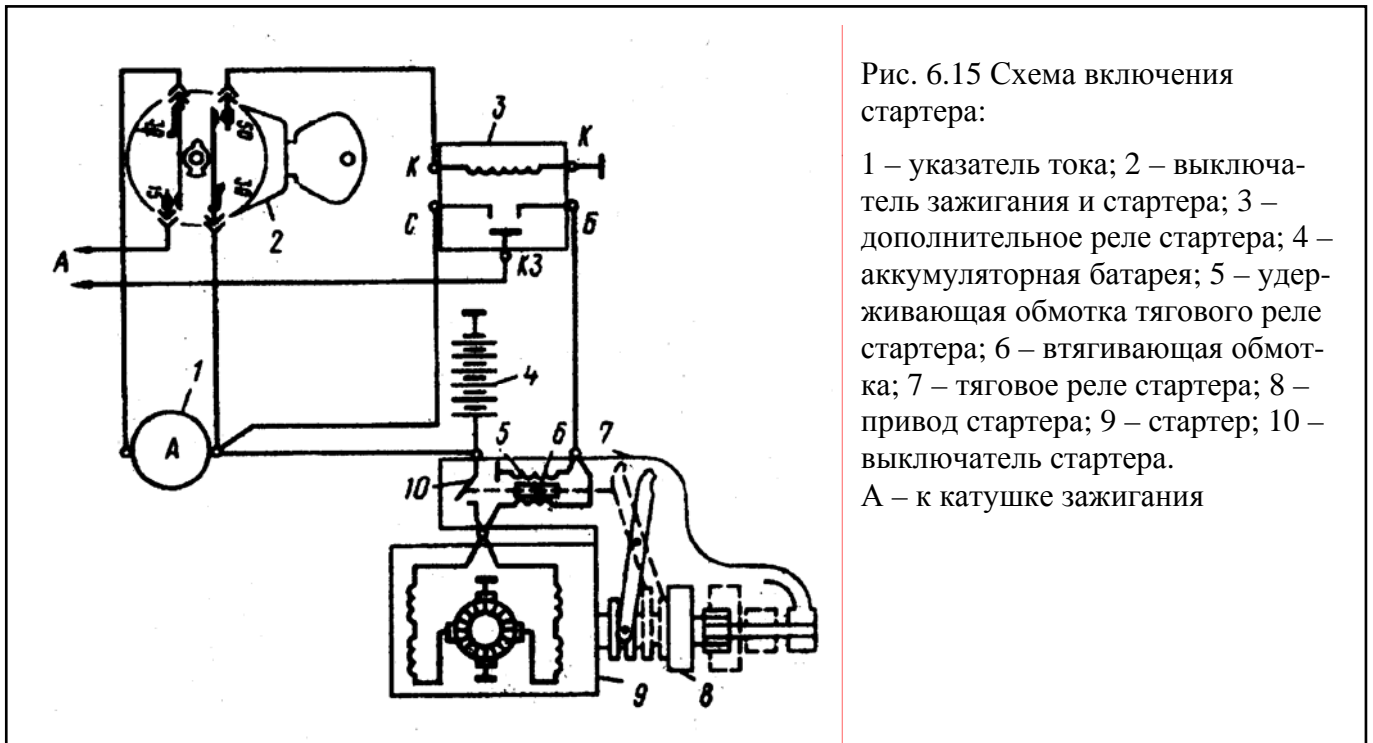 3
К
К
С
Б
КЗ
2
А
50
15
4
1
А
5
6
7
10
9
8
Рис. 6.15 Схема включения
стартера:
1 – указатель тока; 2 – выключа-
тель зажигания и стартера; 3 –
дополнительное реле стартера; 4 –
аккумуляторная батарея; 5 – удер-
живающая обмотка тягового реле
стартера; 6 – втягивающая обмот-
ка; 7 – тяговое реле стартера; 8 –
привод стартера; 9 – стартер; 10 –
выключатель стартера.
А – к катушке зажигания